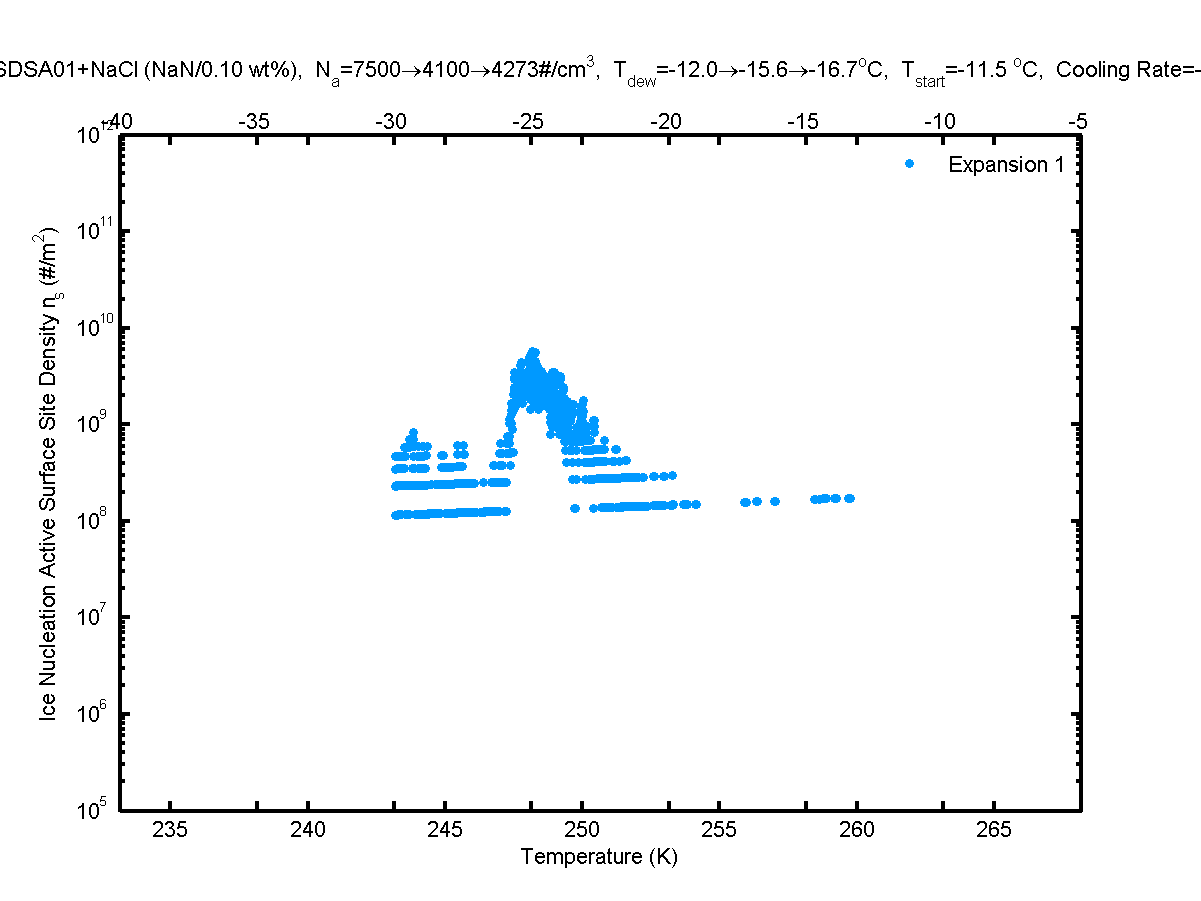 SDSA01+NaCl (NaN/0.10 wt%), Na=7500→4100→4273#/cm3, Tdew=-12.0→-15.6→-16.7oC, Tstart=-11.5 oC, Cooling Rate=-
-40 -35 -30 -25 -20 -15 -10 -5
Expansion 1
1012
1011
1010
109
108
107
106
105
Ice Nucleation Active Surface Site Density ns (#/m2)
235 240 245 250 255 260 265
Temperature (K)